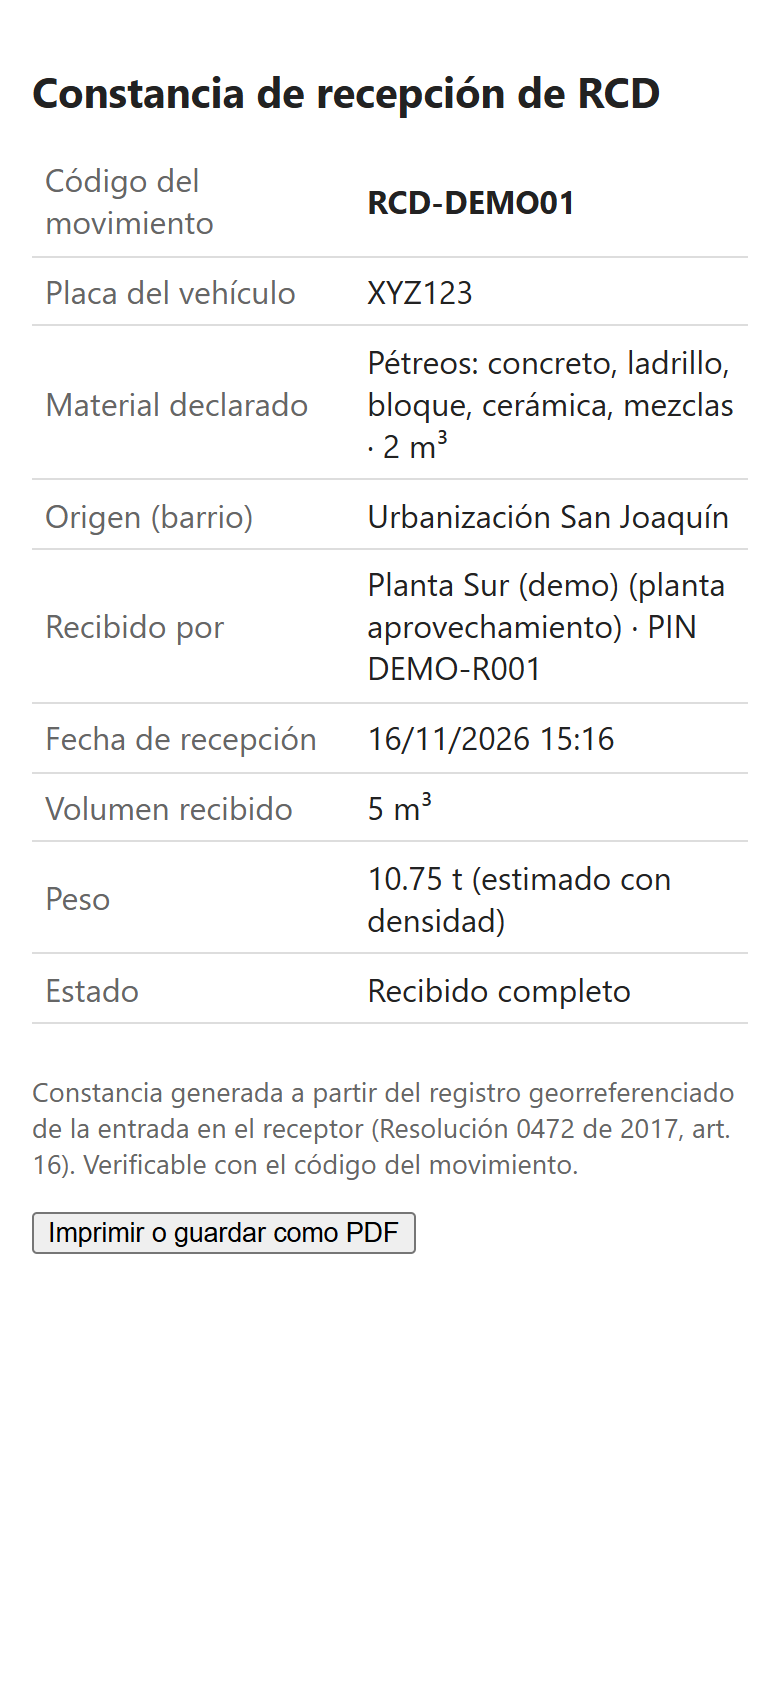 Constancia de recepción de RCD
Código del
movimiento
RCD-DEMO01
Placa del vehículo
XYZ123
Material declarado
Pétreos: concreto, ladrillo,
bloque, cerámica, mezclas
· 2 m³
Origen (barrio)
Urbanización San Joaquín
Recibido por
Planta Sur (demo) (planta
aprovechamiento) · PIN
DEMO-R001
Fecha de recepción
16/11/2026 15:16
Volumen recibido
5 m³
Peso
10.75 t (estimado con
densidad)
Estado
Recibido completo
Constancia generada a partir del registro georreferenciado
de la entrada en el receptor (Resolución 0472 de 2017, art.
16). Verificable con el código del movimiento.
Imprimir o guardar como PDF